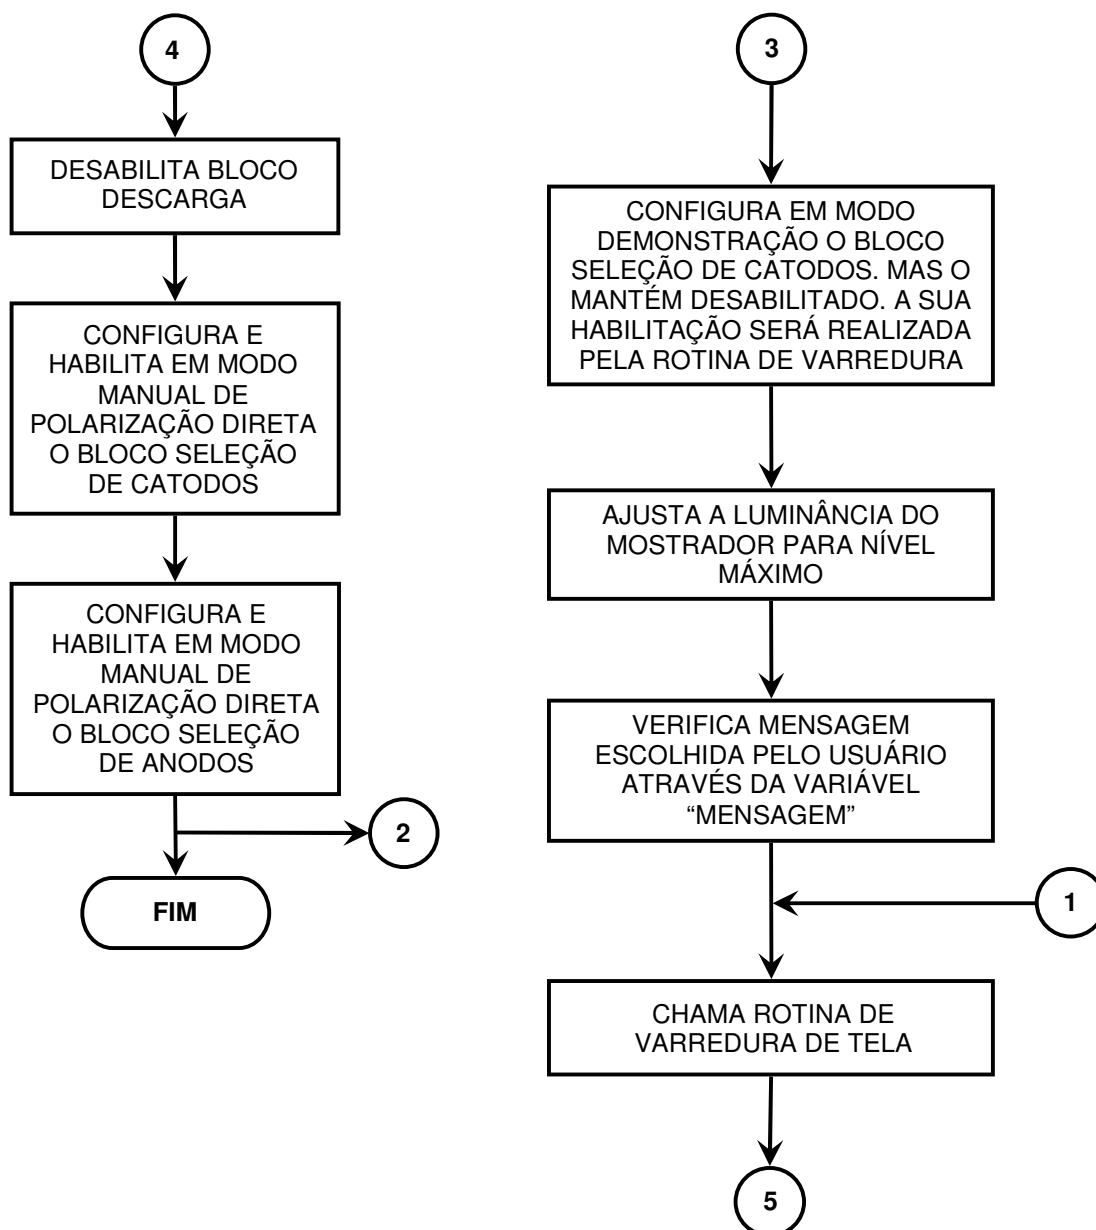 4
DESABILITA BLOCO
DESCARGA
CONFIGURA E
HABILITA EM MODO
MANUAL DE
POLARIZAÇÃO DIRETA
O BLOCO SELEÇÃO
DE CATODOS
CONFIGURA E
HABILITA EM MODO
MANUAL DE
POLARIZAÇÃO DIRETA
O BLOCO SELEÇÃO
DE ANODOS
2
FIM
3
CONFIGURA EM MODO
DEMONSTRAÇÃO O BLOCO
SELEÇÃO DE CATODOS. MAS O
MANTÉM DESABILITADO. A SUA
HABILITAÇÃO SERÁ REALIZADA
PELA ROTINA DE VARREDURA
AJUSTA A LUMINÂNCIA DO
MOSTRADOR PARA NÍVEL
MÁXIMO
VERIFICA MENSAGEM
ESCOLHIDA PELO USUÁRIO
ATRAVÉS DA VARIÁVEL
“MENSAGEM”
1
CHAMA ROTINA DE
VARREDURA DE TELA
5